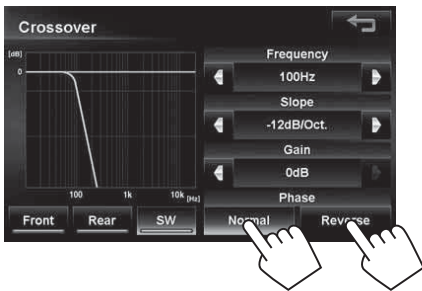 Crossover
[dB]
0
100 1k 10k [Hz]
Frequency
100Hz
Slope
-12dB/Oct.
Gain
0dB
Phase
Front Rear SW Normal Reverse